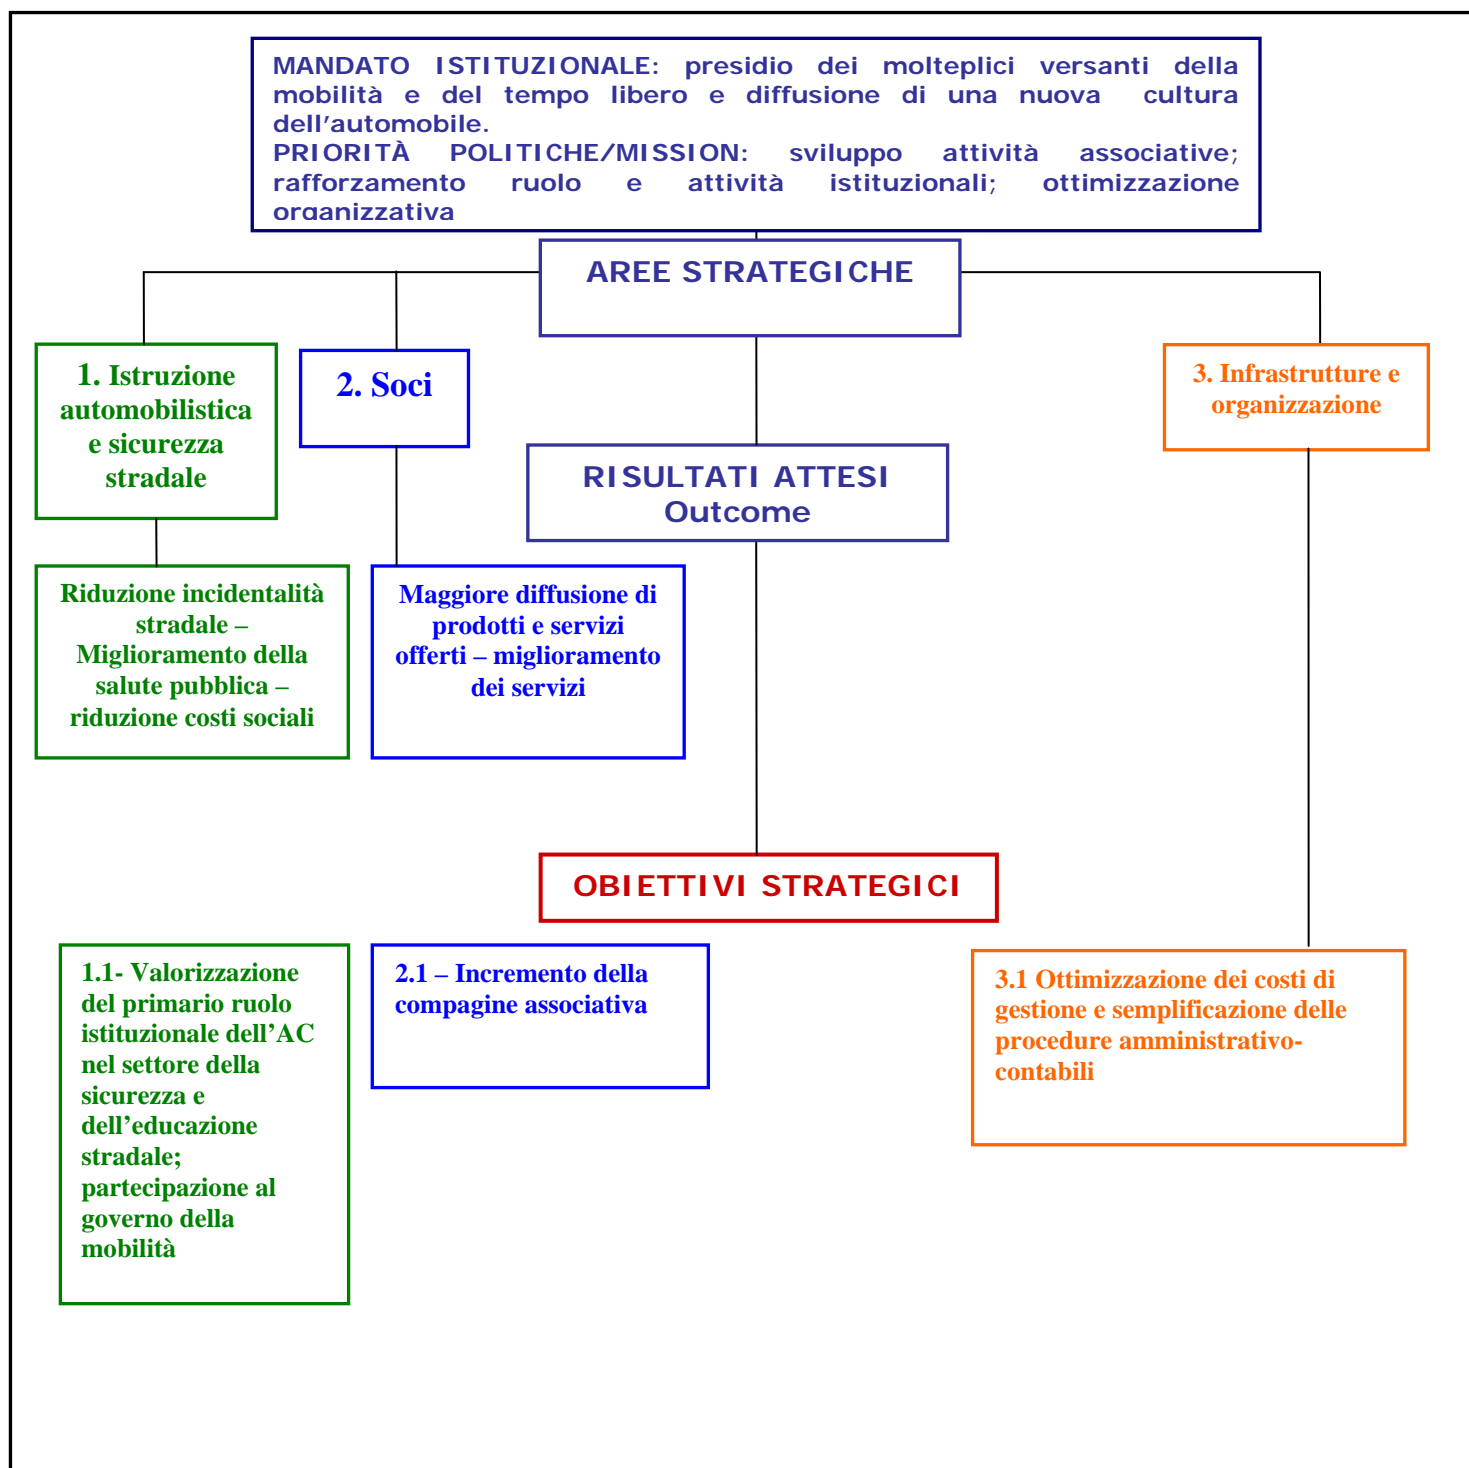 MANDATO ISTITUZIONALE: presidio dei molteplici versanti della
mobilità e del tempo libero e diffusione di una nuova cultura
dell'automobile.
PRIORITÀ POLITICHE/MISSION: sviluppo attività associative;
rafforzamento ruolo e attività istituzionali; ottimizzazione
organizzativa
AREE STRATEGICHE
1. Istruzione
automobilistica
e sicurezza
stradale
2. Soci
3. Infrastrutture e
organizzazione
RISULTATI ATTESI
Outcome
Riduzione incidentalità
stradale –
Miglioramento della
salute pubblica –
riduzione costi sociali
Maggiore diffusione di
prodotti e servizi
offerti – miglioramento
dei servizi
OBIETTIVI STRATEGICI
1.1- Valorizzazione
del primario ruolo
istituzionale dell’AC
nel settore della
sicurezza e
dell’educazione
stradale;
partecipazione al
governo della
mobilità
2.1 – Incremento della
compagine associativa
3.1 Ottimizzazione dei costi di
gestione e semplificazione delle
procedure amministrativo-
contabili